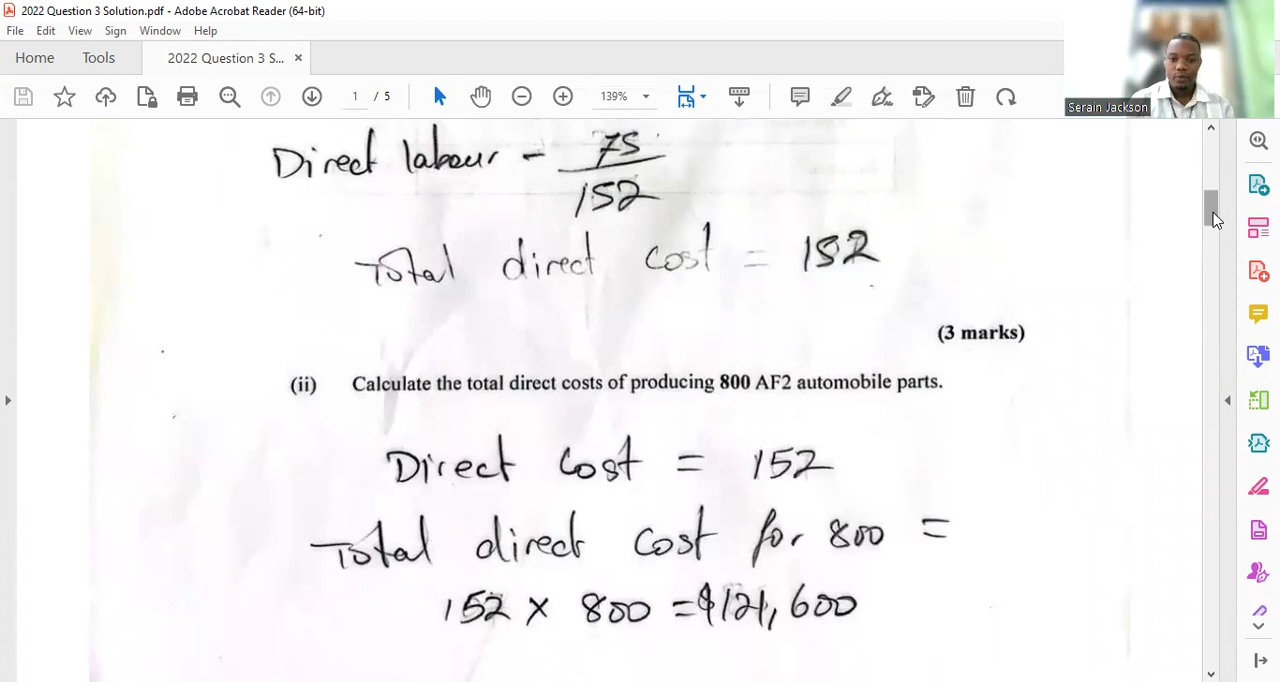 2022 Question 3 Solution.pdf - Adobe Acrobat Reader (64-bit)
File Edit View Sign Window Help
Home Tools 2022 Question 3 S... ×
1 / 5 139%
Serain Jackson
Direct labour - 75
152
Total direct cost = 152
(3 marks)
(ii) Calculate the total direct costs of producing 800 AF2 automobile parts.
Direct Cost = 152
Total direct cost for 800 =
152 × 800 = $121,600